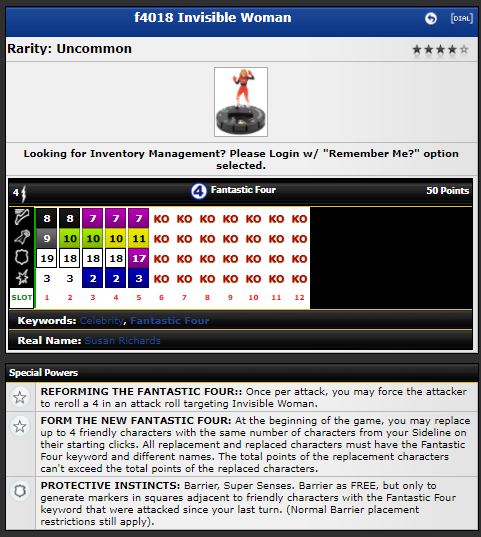 f4018 Invisible Woman
[DIAL]
Rarity: Uncommon
Looking for Inventory Management? Please Login w/ "Remember Me?" option
selected.
4 4 Fantastic Four 50 Points
8 8 7 7 7 KO KO KO KO KO KO KO
9 10 10 10 11 KO KO KO KO KO KO KO
19 18 18 18 17 KO KO KO KO KO KO KO
3 3 2 2 3 KO KO KO KO KO KO KO
SLOT 1 2 3 4 5 6 7 8 9 10 11 12
Keywords: Celebrity, Fantastic Four
Real Name: Susan Richards
Special Powers
REFORMING THE FANTASTIC FOUR:: Once per attack, you may force the attacker
to reroll a 4 in an attack roll targeting Invisible Woman.
FORM THE NEW FANTASTIC FOUR: At the beginning of the game, you may replace
up to 4 friendly characters with the same number of characters from your Sideline on
their starting clicks. All replacement and replaced characters must have the Fantastic
Four keyword and different names. The total points of the replacement characters
can't exceed the total points of the replaced characters.
PROTECTIVE INSTINCTS: Barrier, Super Senses. Barrier as FREE, but only to
generate markers in squares adjacent to friendly characters with the Fantastic Four
keyword that were attacked since your last turn. (Normal Barrier placement
restrictions still apply).